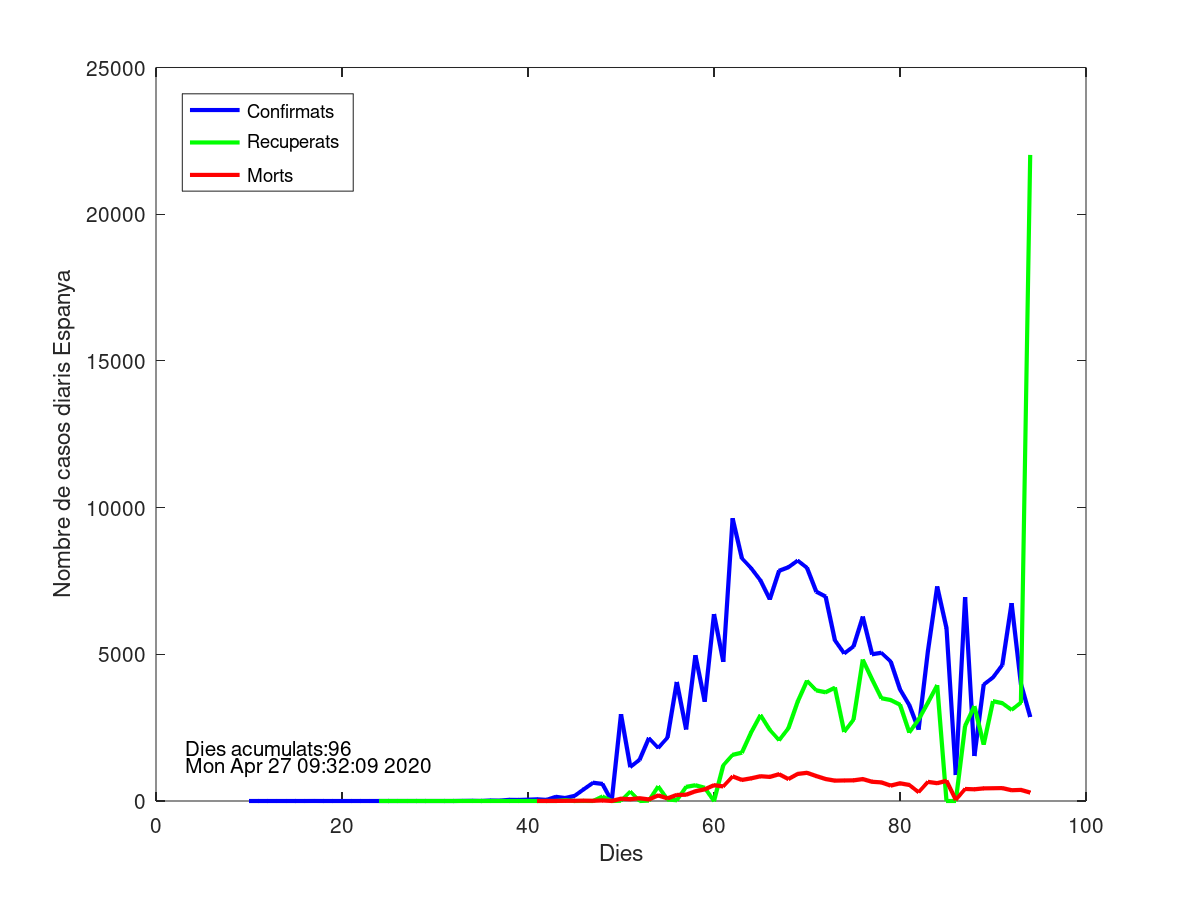 25000
20000
15000
10000
5000
0
0
20
40
60
80
100
Nombre de casos diaris Espanya
Dies
Confirmats
Recuperats
Morts
Dies acumulats:96
Mon Apr 27 09:32:09 2020